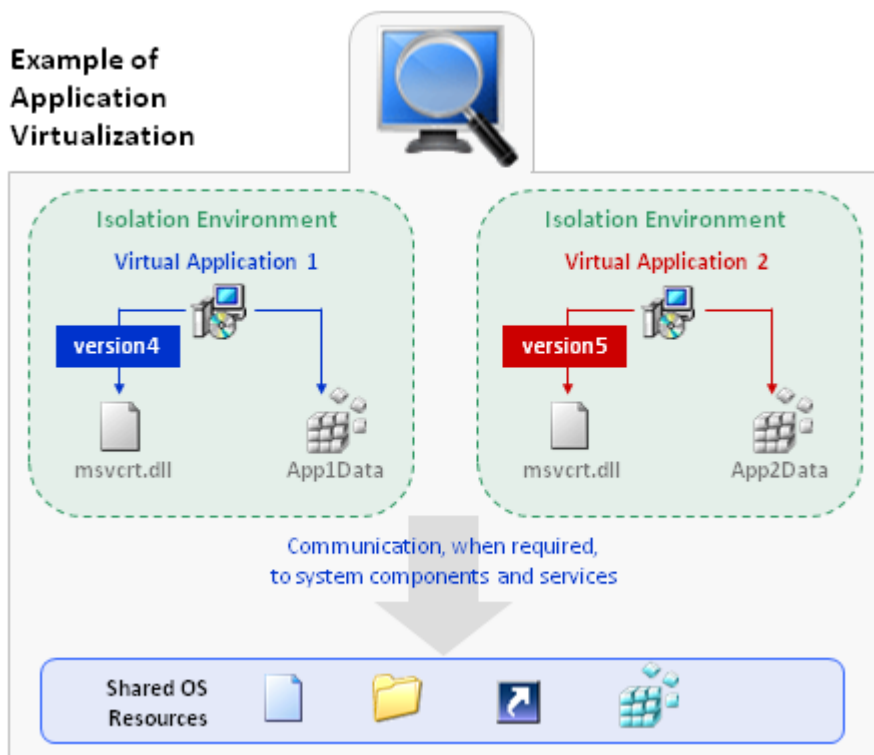 Example of
Application
Virtualization
Isolation Environment
Virtual Application 1
version4
msvcrt.dll
App1Data
Isolation Environment
Virtual Application 2
version5
msvcrt.dll
App2Data
Communication, when required,
to system components and services
Shared OS
Resources